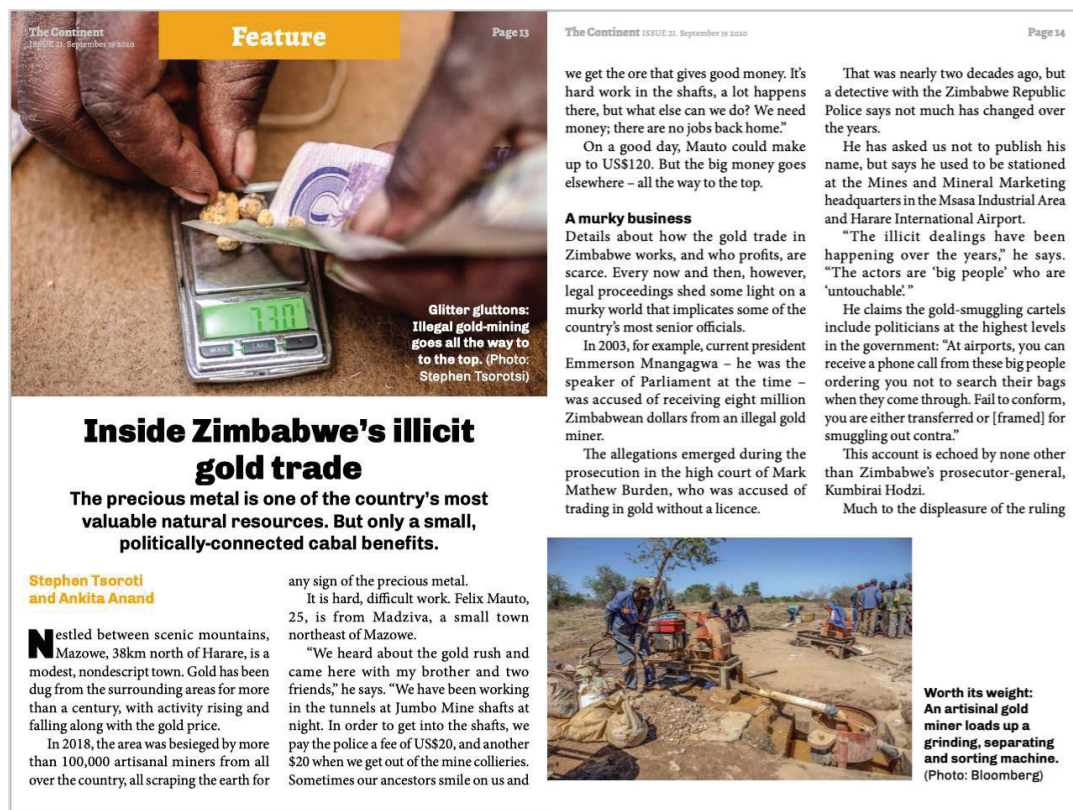 The Continent
ISSUE 21. September 19 2020
Feature
Page 13
Glitter gluttons:
Illegal gold-mining
goes all the way to
to the top. (Photo:
Stephen Tsorotsi)
7.30
Inside Zimbabwe’s illicit
gold trade
The precious metal is one of the country’s most
valuable natural resources. But only a small,
politically-connected cabal benefits.
Stephen Tsoroti
and Ankita Anand
Nestled between scenic mountains,
Mazowe, 38km north of Harare, is a
modest, nondescript town. Gold has been
dug from the surrounding areas for more
than a century, with activity rising and
falling along with the gold price.
In 2018, the area was besieged by more
than 100,000 artisanal miners from all
over the country, all scraping the earth for
any sign of the precious metal.
It is hard, difficult work. Felix Mauto,
25, is from Madziva, a small town
northeast of Mazowe.
“We heard about the gold rush and
came here with my brother and two
friends,” he says. “We have been working
in the tunnels at Jumbo Mine shafts at
night. In order to get into the shafts, we
pay the police a fee of US$20, and another
$20 when we get out of the mine collieries.
Sometimes our ancestors smile on us and
The Continent ISSUE 21. September 19 2020
Page 14
we get the ore that gives good money. It’s
hard work in the shafts, a lot happens
there, but what else can we do? We need
money; there are no jobs back home.”
On a good day, Mauto could make
up to US$120. But the big money goes
elsewhere – all the way to the top.
A murky business
Details about how the gold trade in
Zimbabwe works, and who profits, are
scarce. Every now and then, however,
legal proceedings shed some light on a
murky world that implicates some of the
country’s most senior officials.
In 2003, for example, current president
Emmerson Mnangagwa – he was the
speaker of Parliament at the time –
was accused of receiving eight million
Zimbabwean dollars from an illegal gold
miner.
The allegations emerged during the
prosecution in the high court of Mark
Mathew Burden, who was accused of
trading in gold without a licence.
That was nearly two decades ago, but
a detective with the Zimbabwe Republic
Police says not much has changed over
the years.
He has asked us not to publish his
name, but says he used to be stationed
at the Mines and Mineral Marketing
headquarters in the Msasa Industrial Area
and Harare International Airport.
“The illicit dealings have been
happening over the years,” he says.
“The actors are ‘big people’ who are
‘untouchable’.”
He claims the gold-smuggling cartels
include politicians at the highest levels
in the government: “At airports, you can
receive a phone call from these big people
ordering you not to search their bags
when they come through. Fail to conform,
you are either transferred or [framed] for
smuggling out contra.”
This account is echoed by none other
than Zimbabwe’s prosecutor-general,
Kumbirai Hodzi.
Much to the displeasure of the ruling
Worth its weight:
An artisinal gold
miner loads up a
grinding, separating
and sorting machine.
(Photo: Bloomberg)